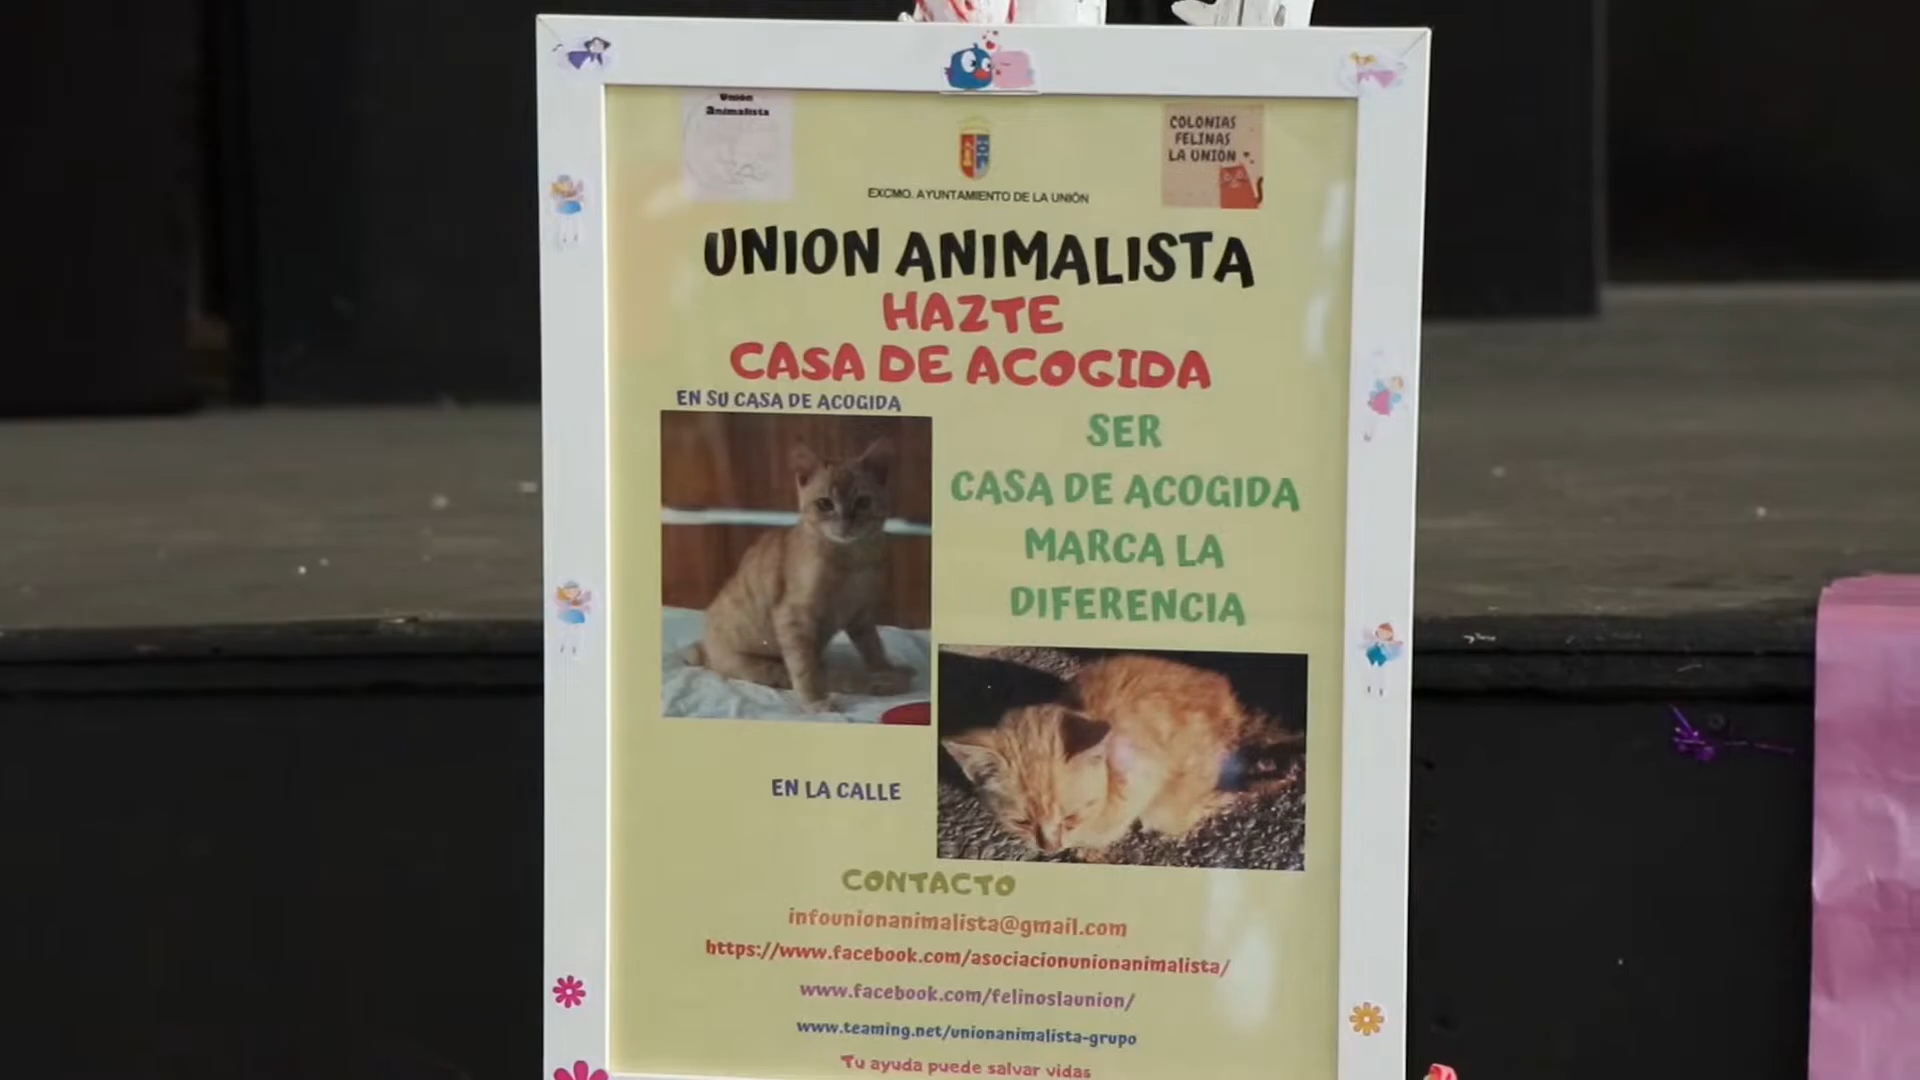 Unión
Animalista
COLONIAS
FELINAS
LA UNIÓN
EXCMO. AYUNTAMIENTO DE LA UNIÓN
UNION ANIMALISTA
HAZTE
CASA DE ACOGIDA
EN SU CASA DE ACOGIDA
SER
CASA DE ACOGIDA
MARCA LA
DIFERENCIA
EN LA CALLE
CONTACTO
infounionanimalista@gmail.com
https://www.facebook.com/asociacionunionanimalista/
www.facebook.com/felinoslaunion/
www.teaming.net/unionanimalista-grupo
Tu ayuda puede salvar vidas